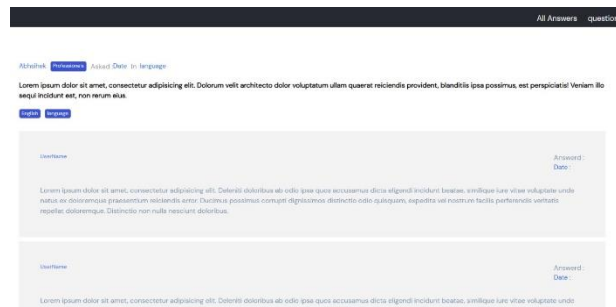 All Answers question
Abhishek Professionals Asked :Date In language
Lorem ipsum dolor sit amet, consectetur adipisicing elit. Dolorum velit architecto dolor voluptatum ullam quaerat reiciendis provident, blanditiis ipsa possimus, est perspiciatis! Veniam illo
sequi incidunt est, non rerum eius.
English language
UserName Answerd :
Date :
Lorem ipsum dolor sit amet, consectetur adipisicing elit. Deleniti doloribus ab odio ipsa quos accusamus dicta eligendi incidunt beatae, similique iure vitae voluptate unde
natus ex doloremque praesentium reiciendis error. Ducimus possimus corrupti dignissimos distinctio odio quisquam, expedita vel nostrum facilis perferendis veritatis
repellat doloremque. Distinctio non nulla nesciunt doloribus.
UserName Answerd :
Date :
Lorem ipsum dolor sit amet, consectetur adipisicing elit. Deleniti doloribus ab odio ipsa quos accusamus dicta eligendi incidunt beatae, similique iure vitae voluptate unde